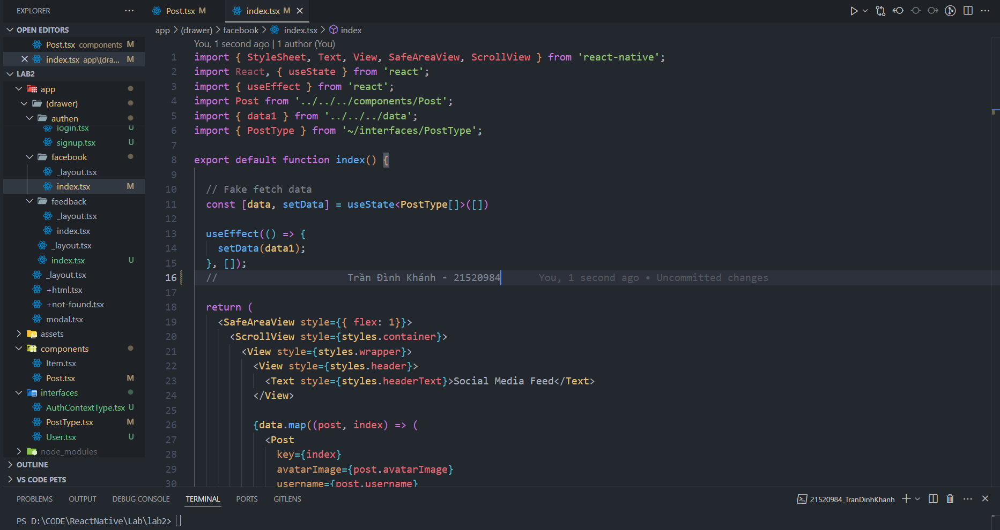 EXPLORER
OPEN EDITORS
Post.tsx components M
index.tsx app\(dra... M
LAB2
app
(drawer)
authen
login.tsx U
signup.tsx U
facebook
_layout.tsx
index.tsx M
feedback
_layout.tsx
index.tsx
_layout.tsx
index.tsx U
_layout.tsx
+html.tsx
+not-found.tsx
modal.tsx
assets
components
Item.tsx
Post.tsx M
interfaces
AuthContextType.tsx U
PostType.tsx M
User.tsx U
node_modules
OUTLINE
VS CODE PETS
Post.tsx M
index.tsx M
app > (drawer) > facebook > index.tsx > index
You, 1 second ago | 1 author (You)
1 import { StyleSheet, Text, View, SafeAreaView, ScrollView } from 'react-native';
2 import React, { useState } from 'react';
3 import { useEffect } from 'react';
4 import Post from '../../../components/Post';
5 import { data1 } from '../../../data';
6 import { PostType } from '~/interfaces/PostType';
7
8 export default function index() {
9
10 // Fake fetch data
11 const [data, setData] = useState<PostType[]>([])
12
13 useEffect(() => {
14 setData(data1);
15 }, []);
16 // Trần Đình Khánh - 21520984 You, 1 second ago • Uncommitted changes
17
18 return (
19 <SafeAreaView style={{ flex: 1}}>
20 <ScrollView style={styles.container}>
21 <View style={styles.wrapper}>
22 <View style={styles.header}>
23 <Text style={styles.headerText}>Social Media Feed</Text>
24 </View>
25
26 {data.map((post, index) => (
27 <Post
28 key={index}
29 avatarImage={post.avatarImage}
30 username={post.username}
PROBLEMS OUTPUT DEBUG CONSOLE TERMINAL PORTS GITLENS
21520984_TranDinhKhanh
PS D:\CODE\ReactNative\Lab\lab2>